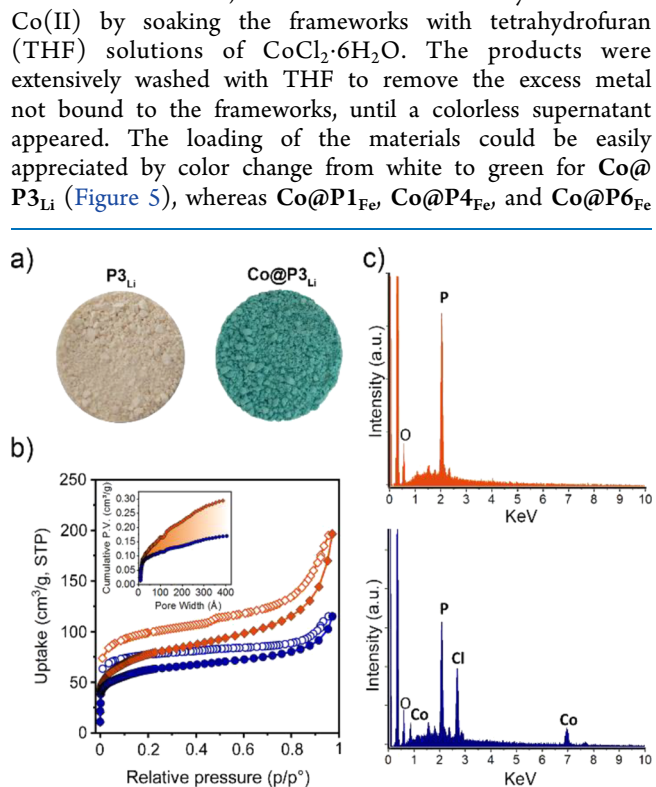 Co(II) by soaking the frameworks with tetrahydrofuran
(THF) solutions of CoCl2·6H2O. The products were
extensively washed with THF to remove the excess metal
not bound to the frameworks, until a colorless supernatant
appeared. The loading of the materials could be easily
appreciated by color change from white to green for Co@
P3Li (Figure 5), whereas Co@P1Fe, Co@P4Fe, and Co@P6Fe
a)
P3Li
Co@P3Li
b)
Uptake (cm³/g, STP)
250
200
150
100
50
0
0
0.2
0.4
0.6
0.8
1
Relative pressure (p/p°)
Cumulative P.V. (cm³/g)
0.30
0.25
0.20
0.15
0.10
0.05
0.00
0
100
200
300
400
Pore Width (Å)
c)
Intensity (a.u.)
O
P
0 1 2 3 4 5 6 7 8 9 10
KeV
Intensity (a.u.)
O
Co
P
Cl
Co
0 1 2 3 4 5 6 7 8 9 10
KeV